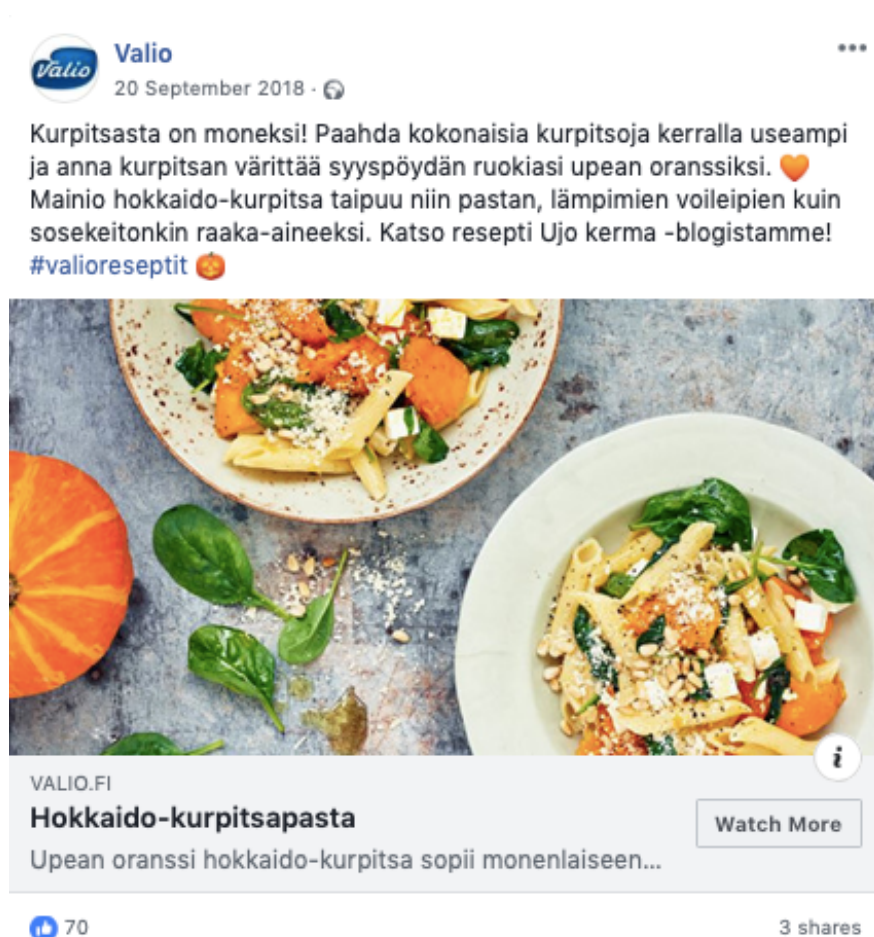 Valio
Valio
20 September 2018 ·
Kurpitsasta on moneksi! Paahda kokonaisia kurpitsoja kerralla useampi
ja anna kurpitsan värittää syyspöydän ruokiasi upean oranssiksi. 🧡
Mainio hokkaido-kurpitsa taipuu niin pastan, lämpimien voileipien kuin
sosekeitonkin raaka-aineeksi. Katso resepti Ujo kerma -blogistamme!
#valioreseptit 🎃
i
VALIO.FI
Hokkaido-kurpitsapasta
Watch More
Upean oranssi hokkaido-kurpitsa sopii monenlaiseen...
70
3 shares